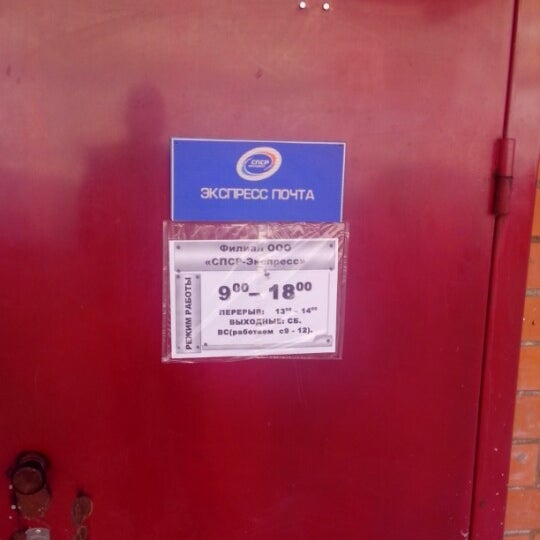 СПСР
ЭКСПРЕСС ПОЧТА
Филиал ООО
«СПСР-Экспресс»
РЕЖИМ РАБОТЫ
9⁰⁰ – 18⁰⁰
ПЕРЕРЫВ: 13⁰⁰ – 14⁰⁰
ВЫХОДНЫЕ: СБ.
ВС(работаем с9 - 12).